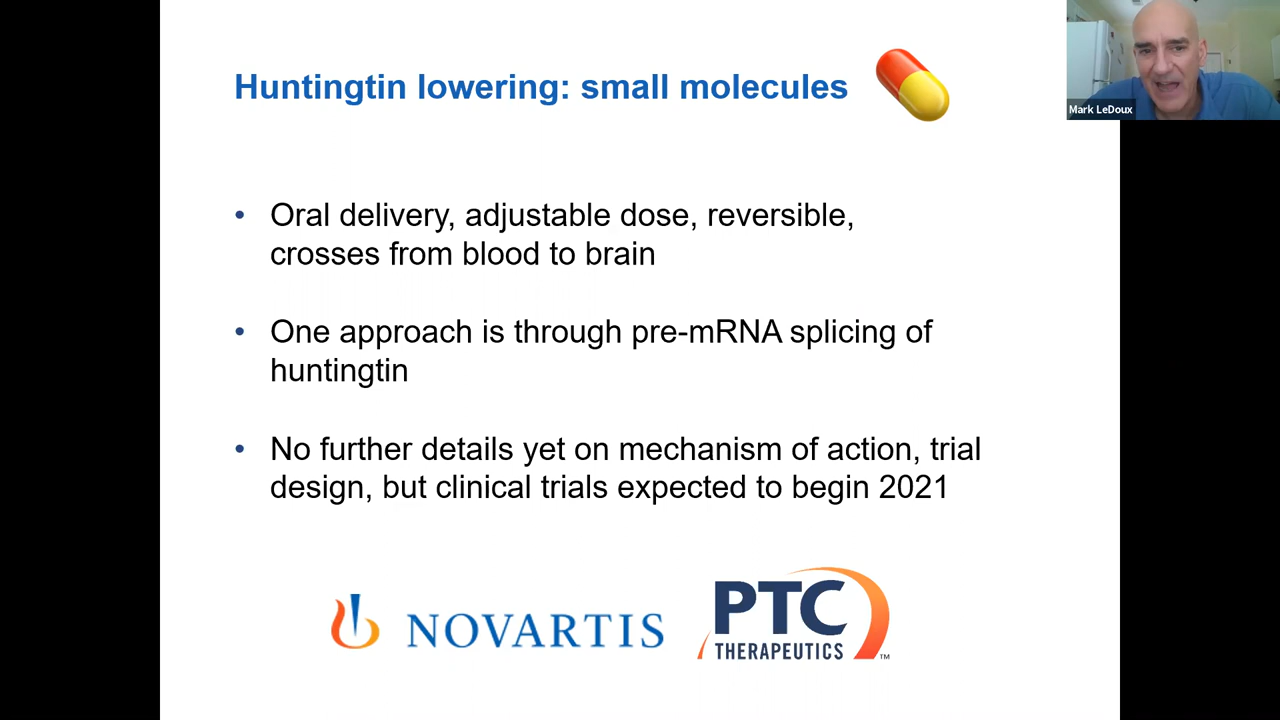 Huntingtin lowering: small molecules
Mark LeDoux
• Oral delivery, adjustable dose, reversible,
crosses from blood to brain
• One approach is through pre-mRNA splicing of
huntingtin
• No further details yet on mechanism of action, trial
design, but clinical trials expected to begin 2021
NOVARTIS
PTC
THERAPEUTICS
™